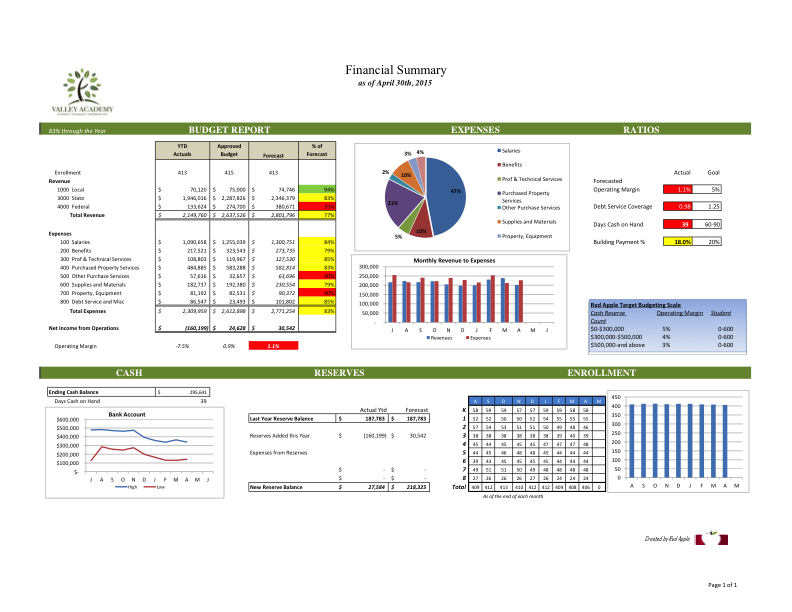 Financial Summary
as of April 30th, 2015
VALLEY ACADEMY
83% through the Year
BUDGET REPORT
EXPENSES
RATIOS
YTD Actuals Approved Budget Forecast % of Forecast
Enrollment 413 415 413
Revenue
1000 Local $ 70,120 $ 75,000 $ 74,746 94%
3000 State $ 1,946,016 $ 2,287,826 $ 2,346,379 83%
4000 Federal $ 133,624 $ 274,700 $ 380,671
Total Revenue $ 2,149,760 $ 2,637,526 $ 2,801,796 77%
Expenses
100 Salaries $ 1,090,658 $ 1,255,039 $ 1,300,751 84%
200 Benefits $ 217,521 $ 323,543 $ 273,735 79%
300 Prof & Technical Services $ 108,803 $ 119,967 $ 127,530 85%
400 Purchased Property Services $ 484,885 $ 583,288 $ 582,814 83%
500 Other Purchase Services $ 57,616 $ 32,657 $ 63,696
600 Supplies and Materials $ 182,737 $ 192,380 $ 230,554 79%
700 Property, Equipment $ 81,192 $ 82,531 $ 90,372
800 Debt Service and Misc $ 86,547 $ 23,493 $ 101,802 85%
Total Expenses $ 2,309,959 $ 2,612,898 $ 2,771,254 83%
Net Income from Operations $ (160,199) $ 24,628 $ 30,542
Operating Margin -7.5% 0.9% 1.1%
47%
10%
5%
21%
2%
10%
3%
4%
Salaries
Benefits
Prof & Technical Services
Purchased Property
Services
Other Purchase Services
Supplies and Materials
Property, Equipment
Monthly Revenue to Expenses
300,000
250,000
200,000
150,000
100,000
50,000
-
J A S O N D J F M A M J
Revenues Expenses
Actual Goal
Forecasted
Operating Margin 1.1% 5%
Debt Service Coverage 0.98 1.25
Days Cash on Hand 39 60-90
Building Payment % 18.0% 20%
Red Apple Target Budgeting Scale
Cash Reserve Operating Margin Student
Count
$0-$300,000 5% 0-600
$300,000-$500,000 4% 0-600
$500,000-and above 3% 0-600
CASH
RESERVES
ENROLLMENT
Ending Cash Balance $ 295,641
Days Cash on Hand 39
Bank Account
$600,000
$500,000
$400,000
$300,000
$200,000
$100,000
$-
J A S O N D J F M A M J
High Low
Actual Ytd Forecast
Last Year Reserve Balance $ 187,783 $ 187,783
Reserves Added this Year $ (160,199) $ 30,542
Expenses from Reserves
$ - $ -
$ - $ -
New Reserve Balance $ 27,584 $ 218,325
A S O N D J F M A M
K 58 59 59 57 59 59 58 58 58
1 52 52 50 50 52 54 55 55 55
2 57 54 53 51 51 50 49 48 46
3 38 38 38 38 38 38 39 40 39
4 44 45 44 45 45 45 47 47 48
5 44 45 46 48 48 48 45 44 44
6 39 43 45 45 45 45 45 45 45
7 49 51 51 50 49 48 48 48 48
8 28 26 26 26 25 25 24 24 24
Total 409 412 413 410 412 412 409 408 406 0
As of the end of each month
450
400
350
300
250
200
150
100
50
0
A S O N D J F M A M
Created by Red Apple
Page 1 of 1